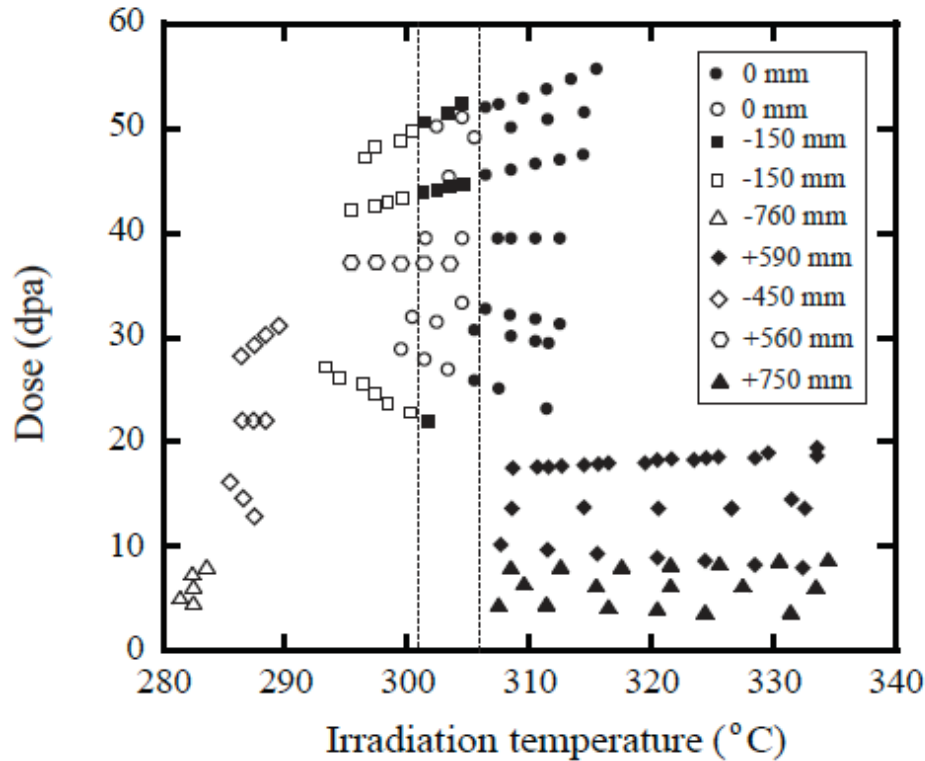 60
50
40
30
20
10
0
Dose (dpa)
0 mm
0 mm
-150 mm
-150 mm
-760 mm
+590 mm
-450 mm
+560 mm
+750 mm
280 290 300 310 320 330 340
Irradiation temperature (°C)